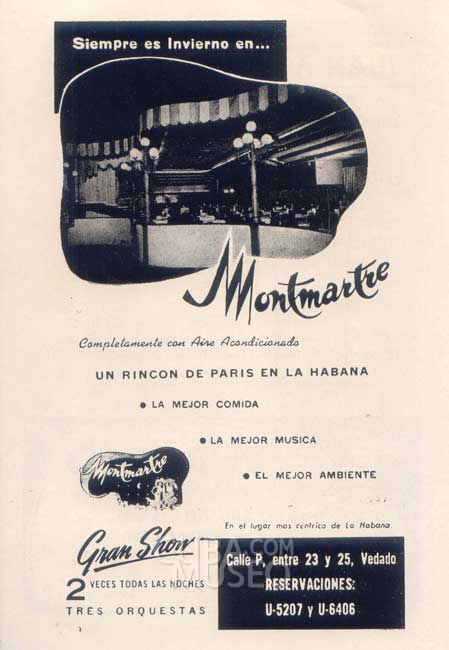 Siempre es Invierno en...
Montmartre
Completamente con Aire Acondicionado
UN RINCON DE PARIS EN LA HABANA
• LA MEJOR COMIDA
• LA MEJOR MUSICA
• EL MEJOR AMBIENTE
Montmartre
En el lugar mas centrico de La Habana.
Gran Show
2 VECES TODAS LAS NOCHES
TRES ORQUESTAS
Calle P, entre 23 y 25, Vedado
RESERVACIONES:
U-5207 y U-6406